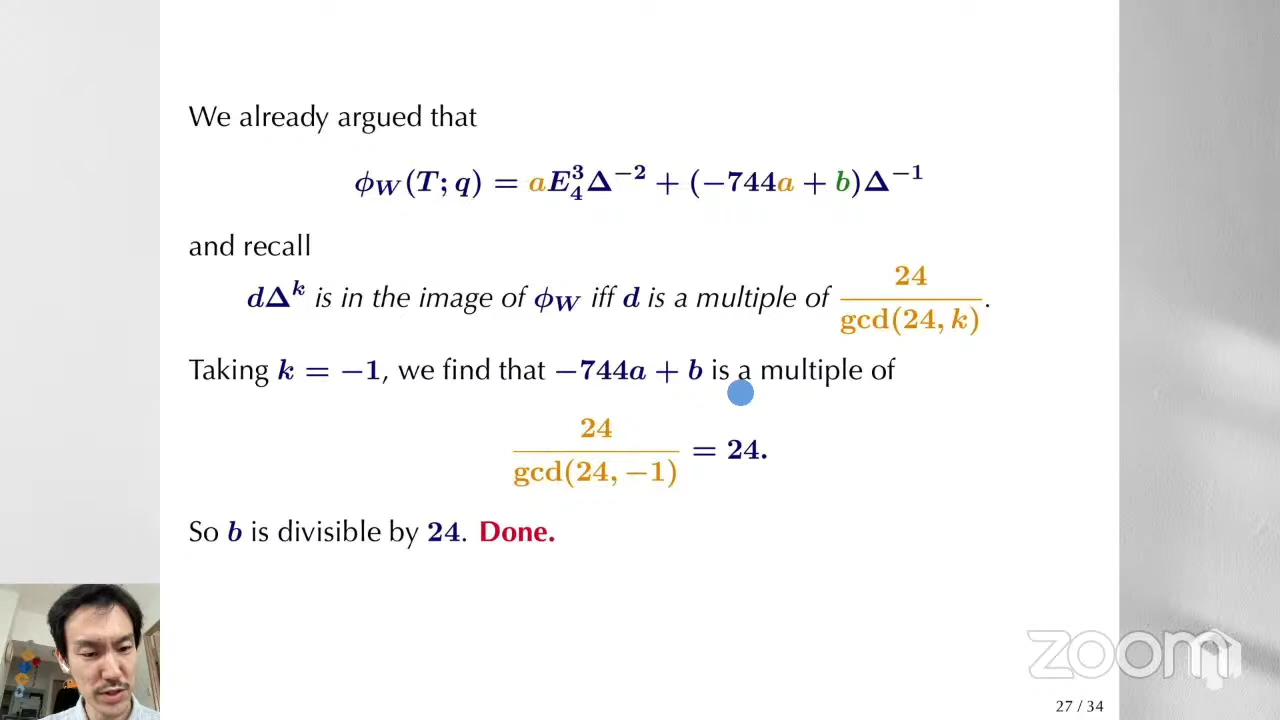 We already argued that
ϕ_W(T; q) = aE_4^3Δ^{−2} + (−744a + b)Δ^{−1}
and recall
dΔ^k is in the image of ϕ_W iff d is a multiple of 24/gcd(24, k).
Taking k = −1, we find that −744a + b is a multiple of
24/gcd(24, −1) = 24.
So b is divisible by 24. Done.
zoom
27 / 34